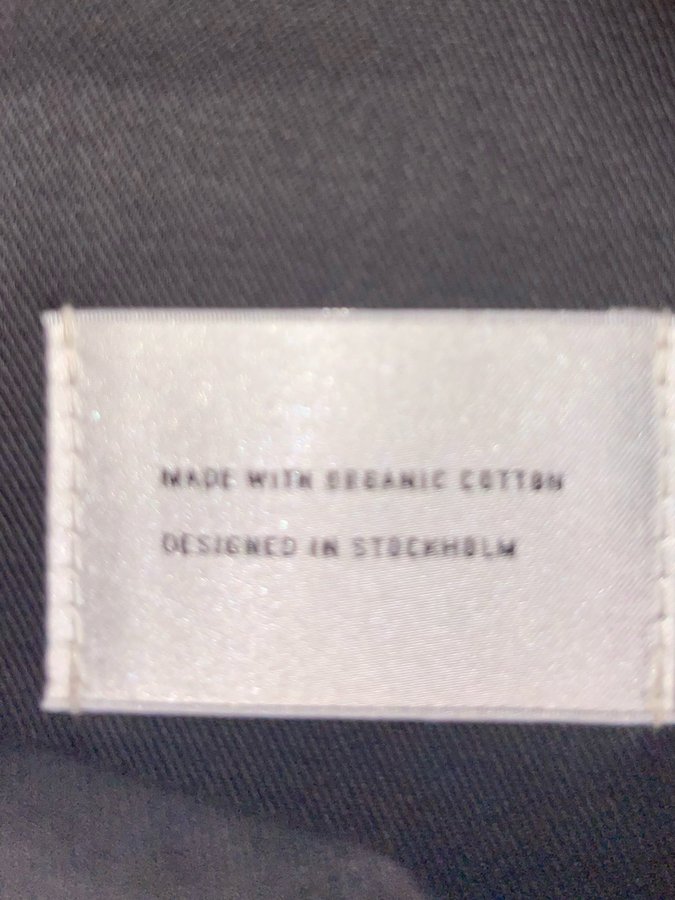 MADE WITH ORGANIC COTTON
DESIGNED IN STOCKHOLM